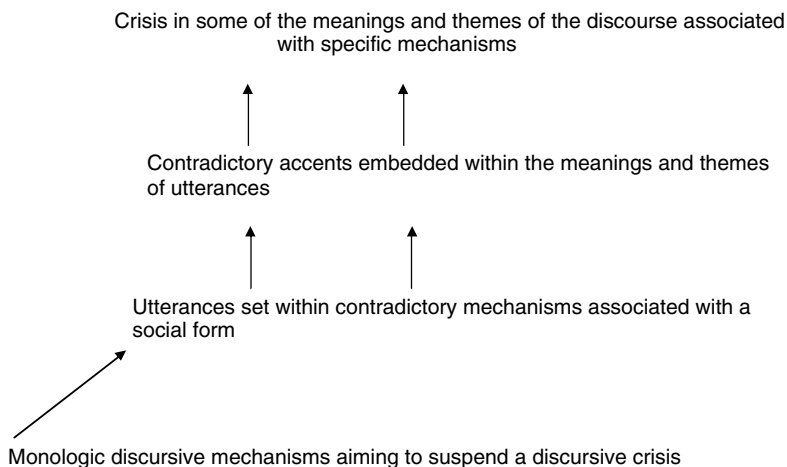 Crisis in some of the meanings and themes of the discourse associated
with specific mechanisms
Contradictory accents embedded within the meanings and themes
of utterances
Utterances set within contradictory mechanisms associated with a
social form
Monologic discursive mechanisms aiming to suspend a discursive crisis